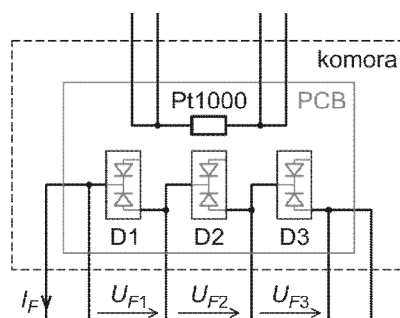 komora
PCB
Pt1000
D1 D2 D3
I_F U_F1 U_F2 U_F3